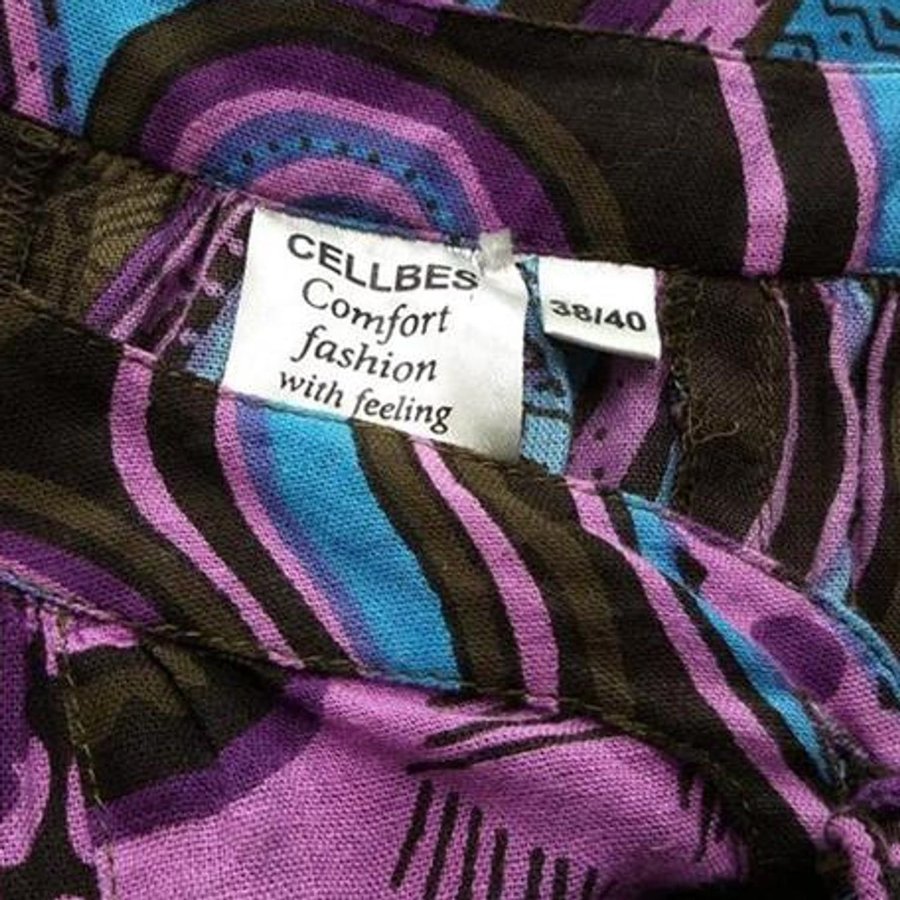 CELLBES
Comfort
fashion
with feeling
38/40